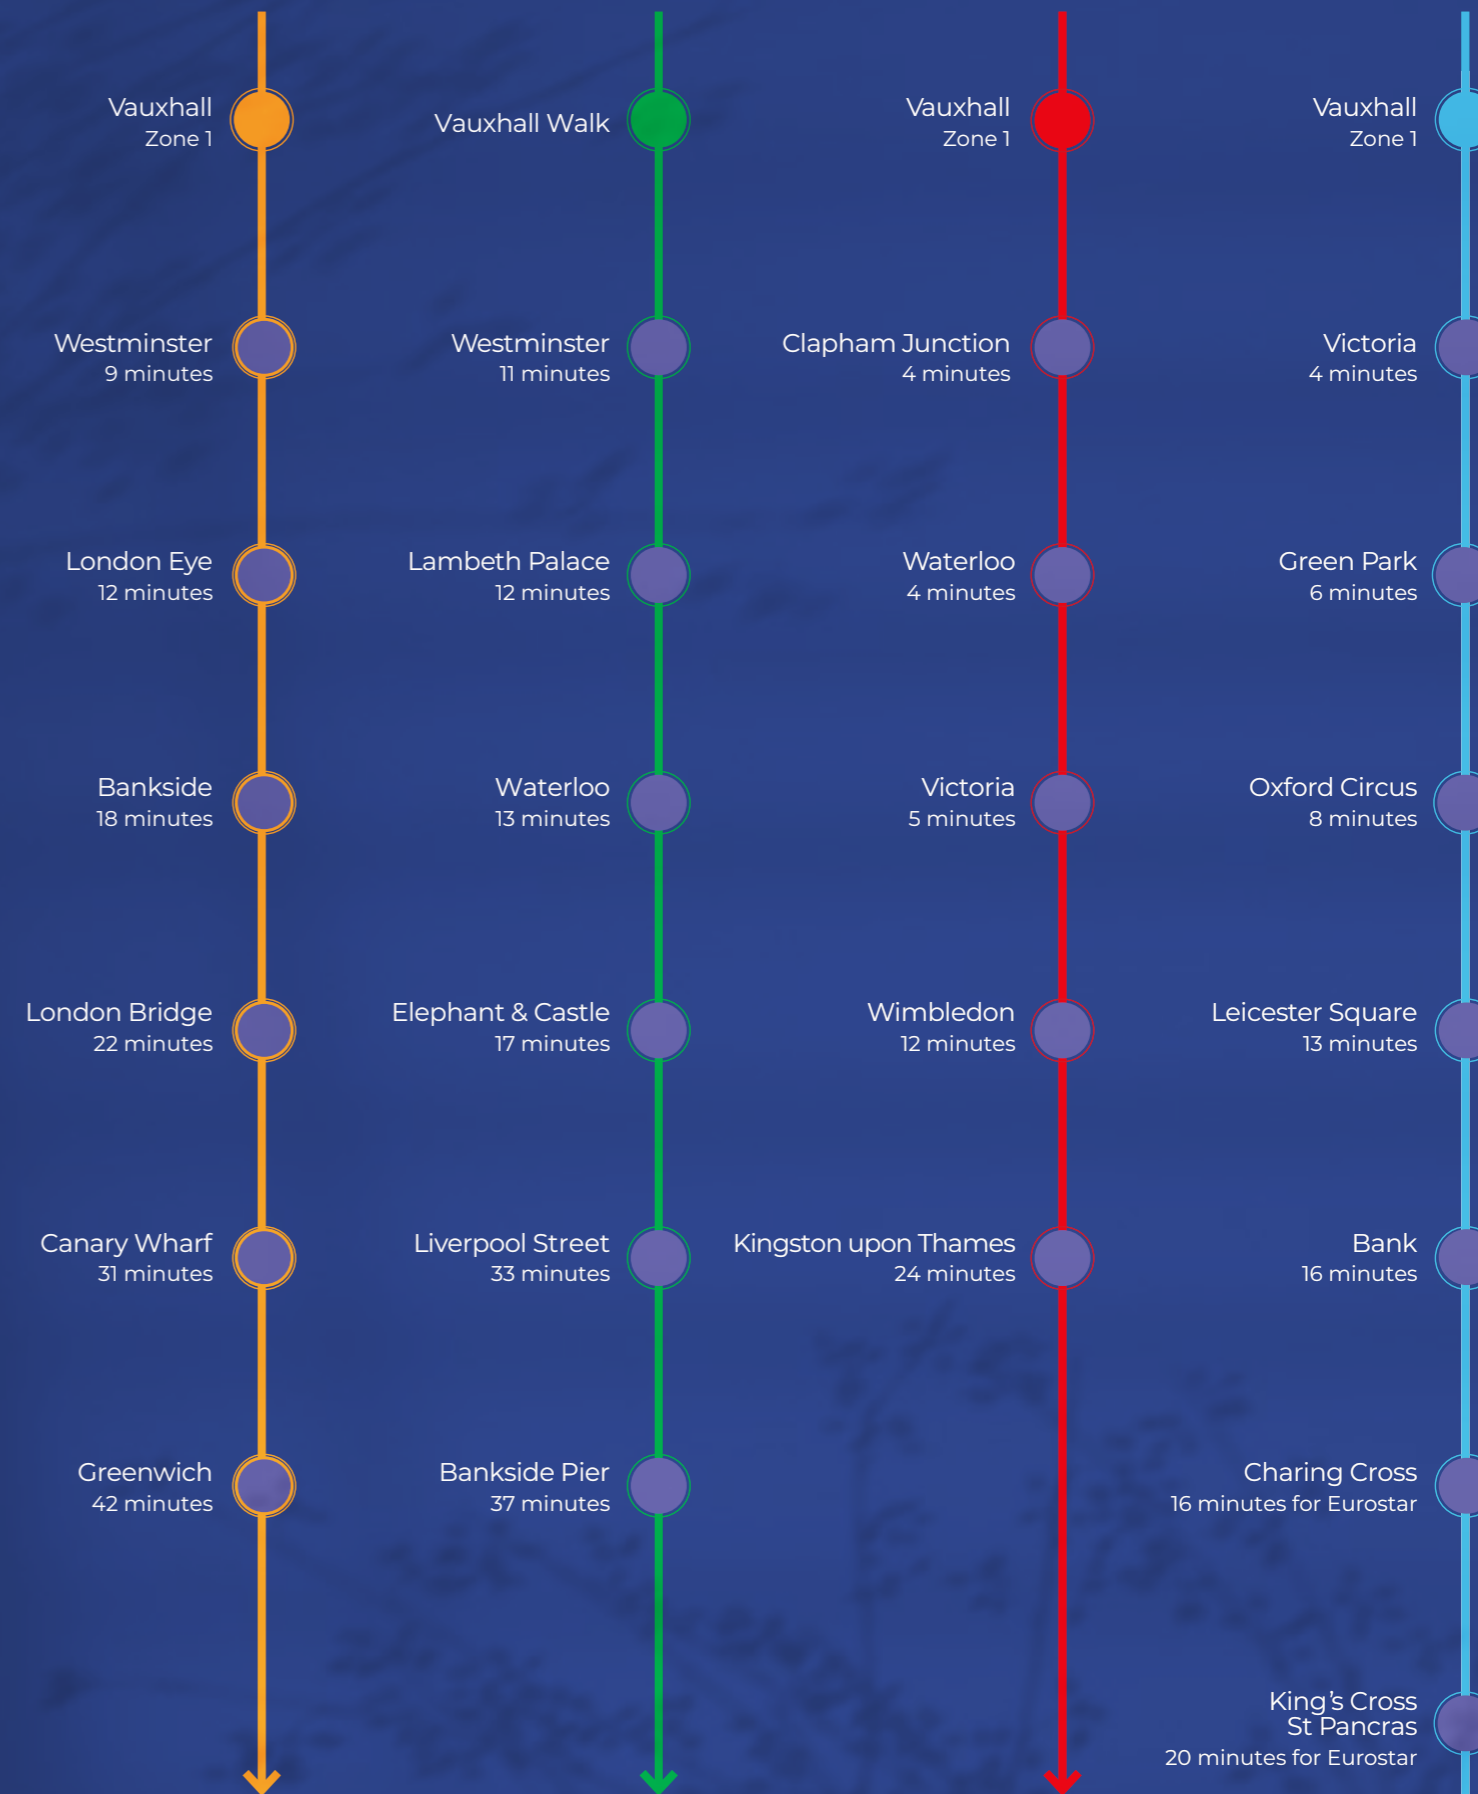 Vauxhall
Zone 1
Westminster
9 minutes
London Eye
12 minutes
Bankside
18 minutes
London Bridge
22 minutes
Canary Wharf
31 minutes
Greenwich
42 minutes
Vauxhall Walk
Westminster
11 minutes
Lambeth Palace
12 minutes
Waterloo
13 minutes
Elephant & Castle
17 minutes
Liverpool Street
33 minutes
Bankside Pier
37 minutes
Vauxhall
Zone 1
Clapham Junction
4 minutes
Waterloo
4 minutes
Victoria
5 minutes
Wimbledon
12 minutes
Kingston upon Thames
24 minutes
Vauxhall
Zone 1
Victoria
4 minutes
Green Park
6 minutes
Oxford Circus
8 minutes
Leicester Square
13 minutes
Bank
16 minutes
Charing Cross
16 minutes for Eurostar
King’s Cross
St Pancras
20 minutes for Eurostar